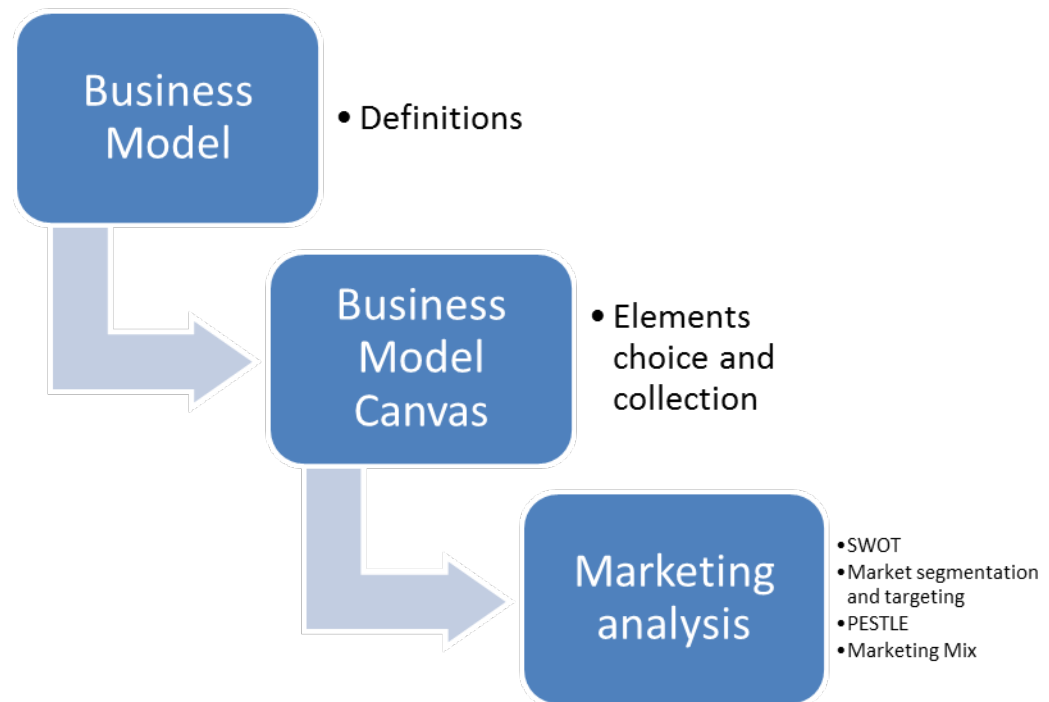 Business
Model
• Definitions
Business
Model
Canvas
• Elements
choice and
collection
Marketing
analysis
•SWOT
•Market segmentation
and targeting
•PESTLE
•Marketing Mix